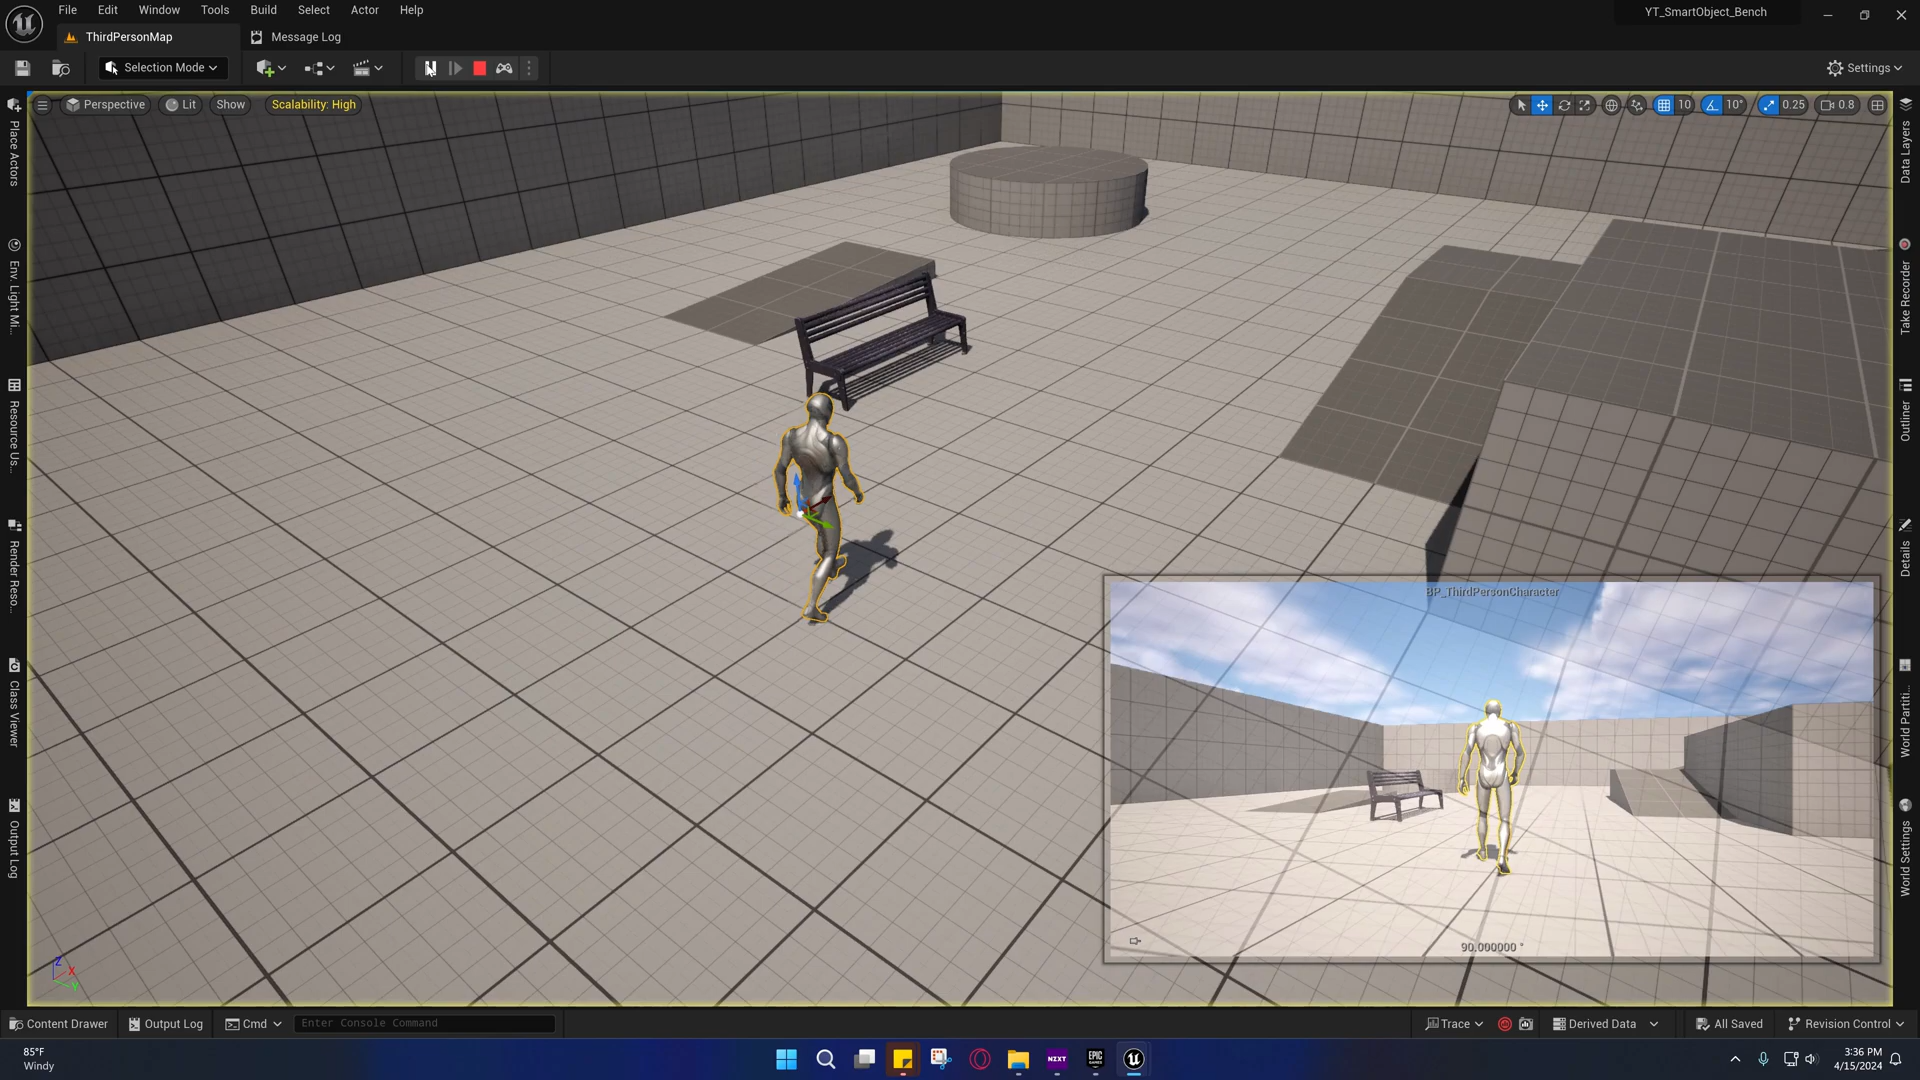 File Edit Window Tools Build Select Actor Help
YT_SmartObject_Bench
ThirdPersonMap
Message Log
Selection Mode
Settings
Perspective
Lit
Show
Scalability: High
10
10°
0.25
0.8
Place Actors
Env. Light Mi...
Resource Us...
Render Reso...
Class Viewer
Output Log
Data Layers
Take Recorder
Outliner
Details
World Partiti...
World Settings
BP_ThirdPersonCharacter
90.000000 °
Z
X
Y
Content Drawer
Output Log
Cmd
Enter Console Command
Trace
Derived Data
All Saved
Revision Control
85°F
Windy
NZXT
EPIC
GAMES
3:36 PM
4/15/2024